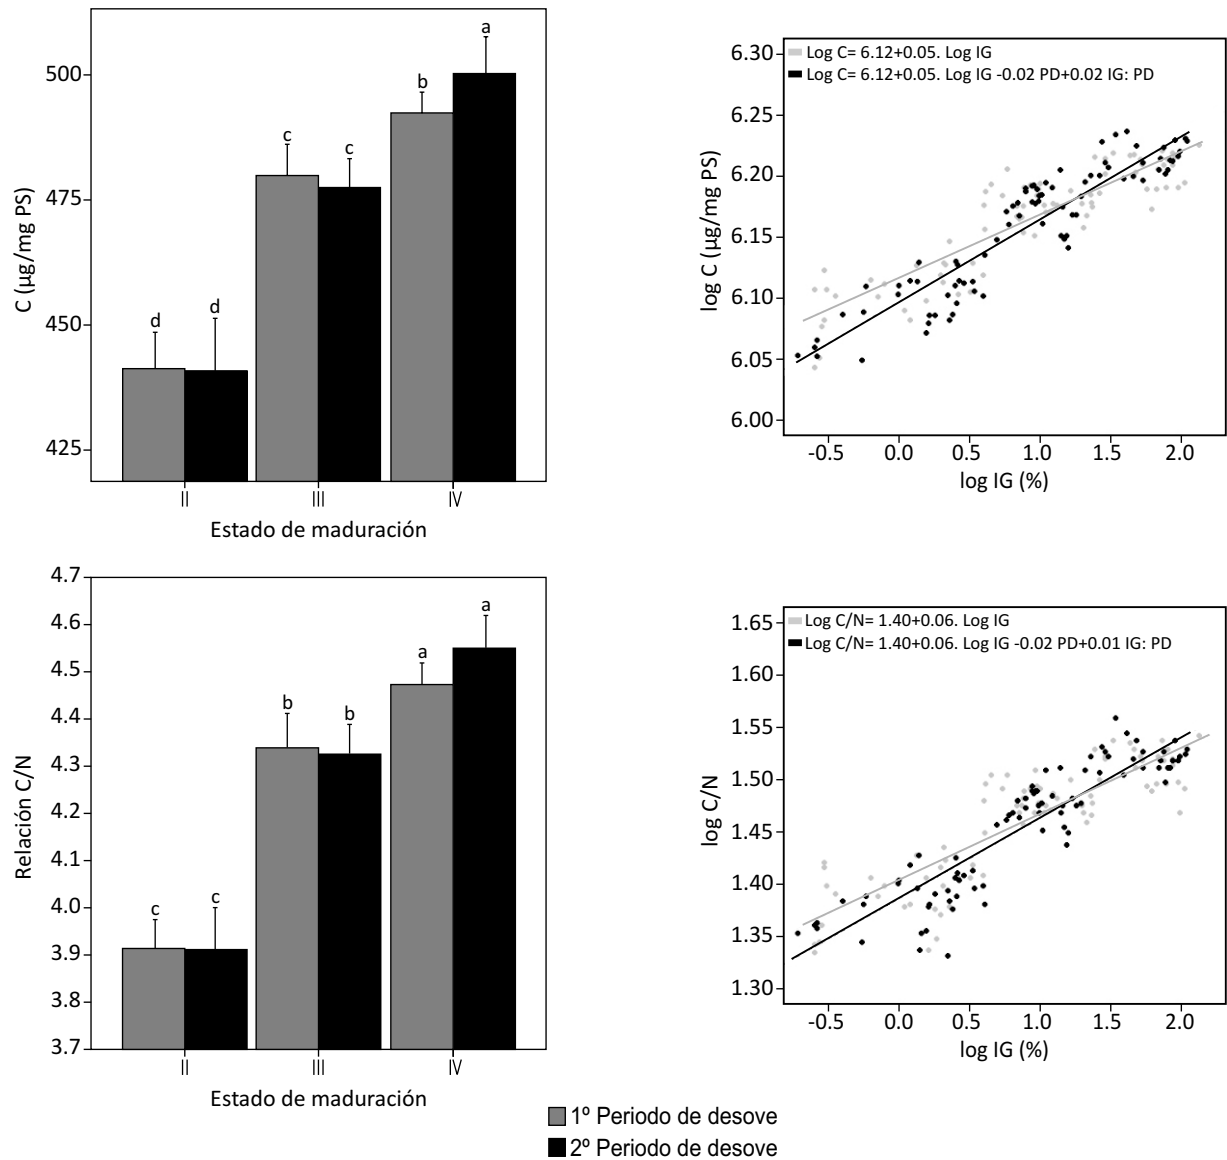 C (µg/mg PS)
500
475
450
425
d
d
c
c
b
a
II
III
IV
Estado de maduración
log C (µg/mg PS)
6.30
6.25
6.20
6.15
6.10
6.05
6.00
Log C= 6.12+0.05. Log IG
Log C= 6.12+0.05. Log IG -0.02 PD+0.02 IG: PD
-0.5
0.0
0.5
1.0
1.5
2.0
log IG (%)
Relación C/N
4.7
4.6
4.5
4.4
4.3
4.2
4.1
4.0
3.9
3.8
3.7
c
c
b
b
a
a
II
III
IV
Estado de maduración
log C/N
1.65
1.60
1.55
1.50
1.45
1.40
1.35
1.30
Log C/N= 1.40+0.06. Log IG
Log C/N= 1.40+0.06. Log IG -0.02 PD+0.01 IG: PD
-0.5
0.0
0.5
1.0
1.5
2.0
log IG (%)
1º Periodo de desove
2º Periodo de desove